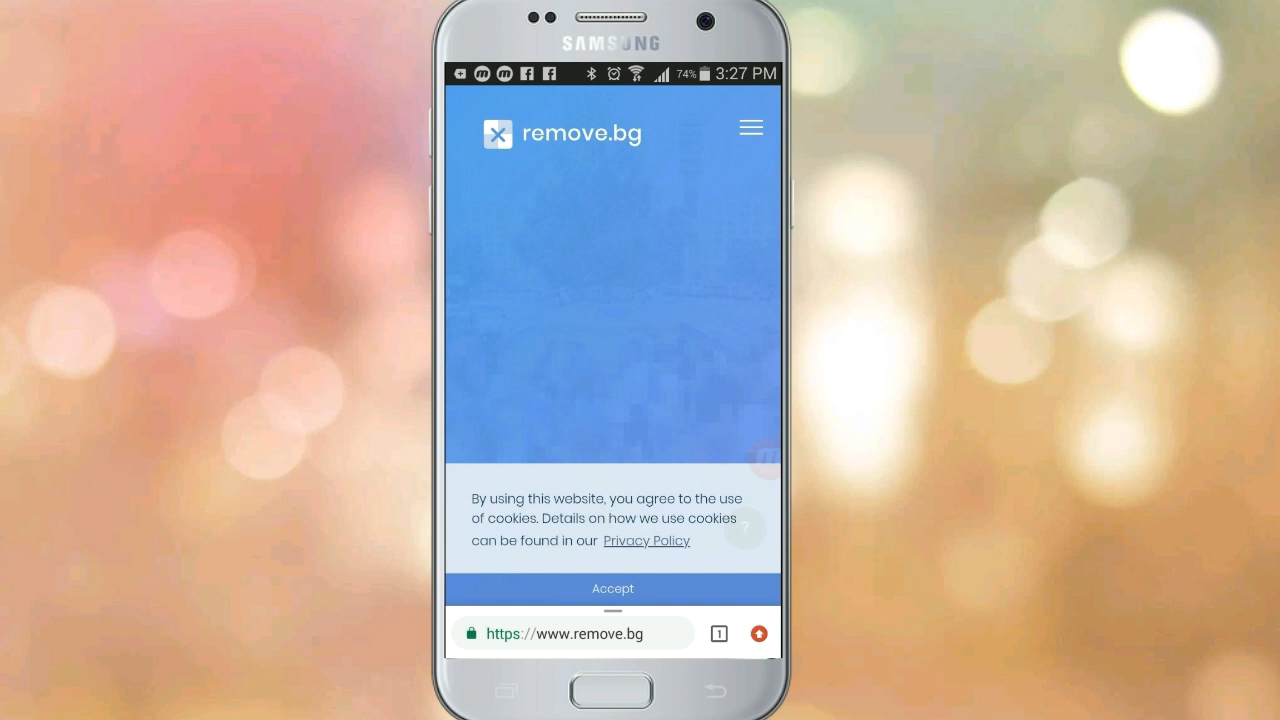 SAMSUNG
74% 3:27 PM
remove.bg
By using this website, you agree to the use
of cookies. Details on how we use cookies
can be found in our Privacy Policy
?
Accept
https://www.remove.bg
1